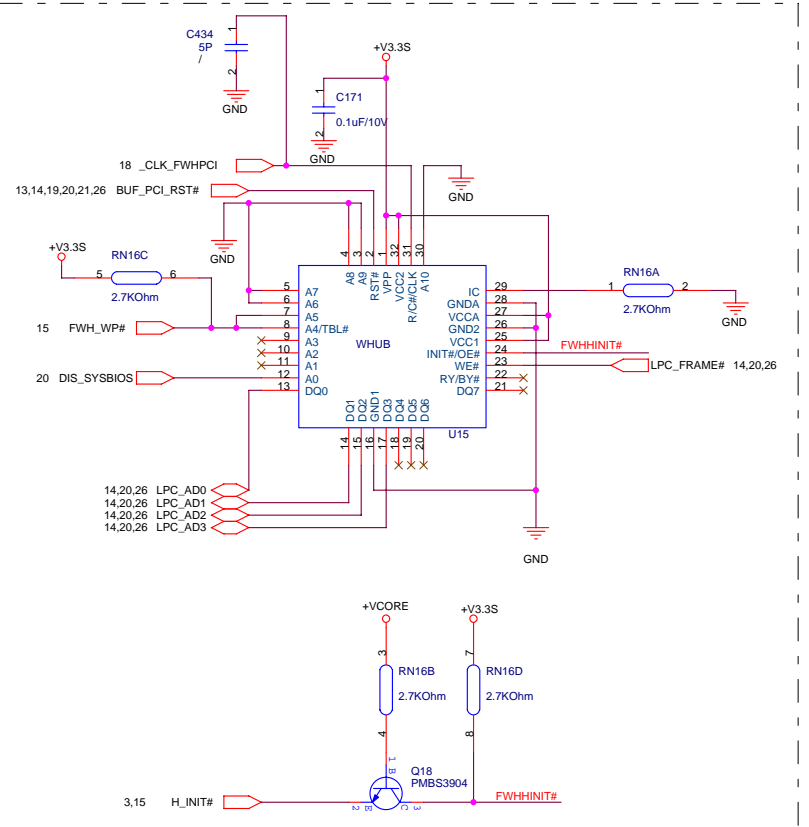 C434
5P
/
1
2
GND
+V3.3S
1
C171
0.1uF/10V
2
GND
18 _CLK_FWHPCI
13,14,19,20,21,26 BUF_PCI_RST#
GND
GND
4 3 2 1 32 31 30
A8 A9 RST# VPP VCC2 R/C#/CLK A10
+V3.3S
RN16C
5 6
2.7KOhm
15 FWH_WP#
20 DIS_SYSBIOS
5 A7
6 A6
7 A5
8 A4/TBL#
9 A3
10 A2
11 A1
12 A0
13 DQ0
WHUB
IC 29
GNDA 28
VCCA 27
GND2 26
VCC1 25
INIT#/OE# 24
WE# 23
RY/BY# 22
DQ7 21
RN16A
1 2
2.7KOhm
GND
FWHHINIT#
LPC_FRAME# 14,20,26
DQ1 DQ2 GND1 DQ3 DQ4 DQ5 DQ6
14 15 16 17 18 19 20
U15
14,20,26 LPC_AD0
14,20,26 LPC_AD1
14,20,26 LPC_AD2
14,20,26 LPC_AD3
GND
+VCORE
+V3.3S
3
RN16B
2.7KOhm
4
7
RN16D
2.7KOhm
8
1
B
Q18
PMBS3904
3,15 H_INIT#
2 E C 3
FWHHINIT#